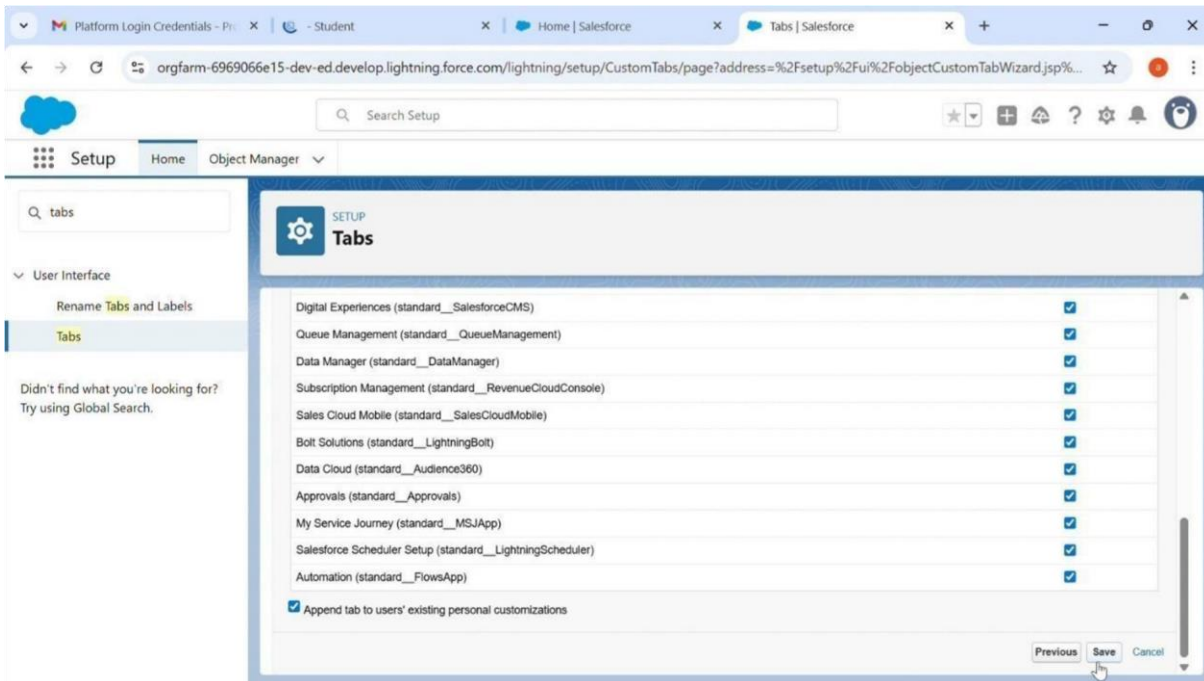 Platform Login Credentials - Pr
- Student
Home | Salesforce
Tabs | Salesforce
orgfarm-6969066e15-dev-ed.develop.lightning.force.com/lightning/setup/CustomTabs/page?address=%2Fsetup%2Fui%2FobjectCustomTabWizard.jsp%...
a
Search Setup
Setup
Home
Object Manager
tabs
User Interface
Rename Tabs and Labels
Tabs
Didn't find what you're looking for?
Try using Global Search.
SETUP
Tabs
Digital Experiences (standard__SalesforceCMS)
Queue Management (standard__QueueManagement)
Data Manager (standard__DataManager)
Subscription Management (standard__RevenueCloudConsole)
Sales Cloud Mobile (standard__SalesCloudMobile)
Bolt Solutions (standard__LightningBolt)
Data Cloud (standard__Audience360)
Approvals (standard__Approvals)
My Service Journey (standard__MSJApp)
Salesforce Scheduler Setup (standard__LightningScheduler)
Automation (standard__FlowsApp)
Append tab to users' existing personal customizations
Previous Save Cancel